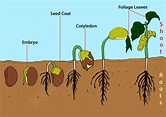 Foliage Leaves
Seed Coat
Cotyledon
Embryo
Shoot
Roots